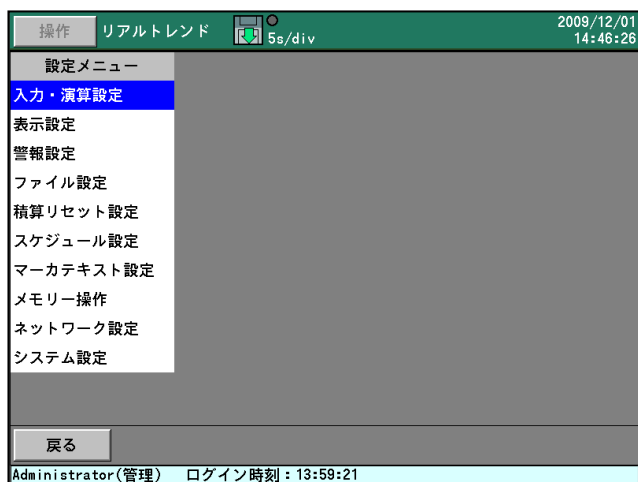 操作 リアルトレンド 5s/div 2009/12/01
14:46:26
設定メニュー
入力・演算設定
表示設定
警報設定
ファイル設定
積算リセット設定
スケジュール設定
マーカテキスト設定
メモリー操作
ネットワーク設定
システム設定
戻る
Administrator(管理) ログイン時刻:13:59:21